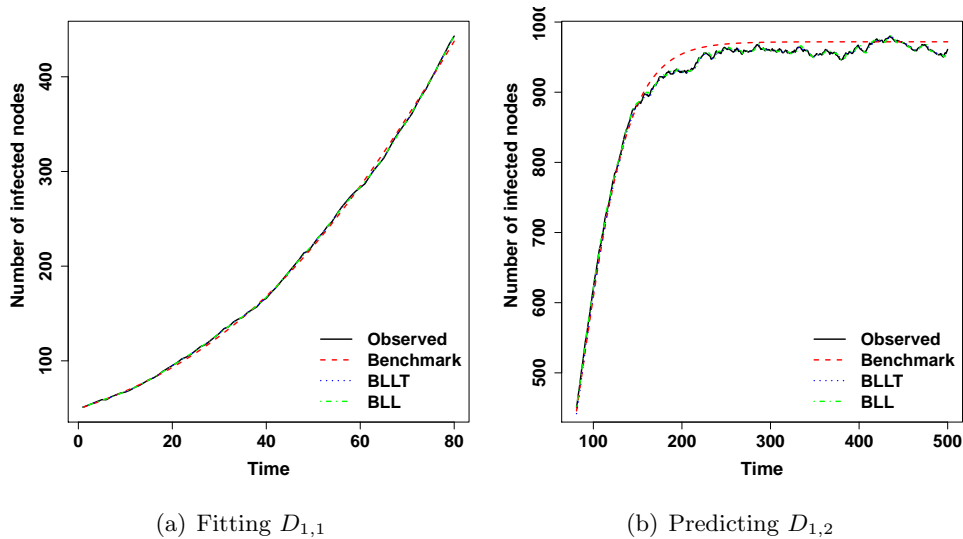 Number of infected nodes
400
300
200
100
0
20
40
60
80
Time
Observed
Benchmark
BLLT
BLL
(a) Fitting D1,1
Number of infected nodes
1000
900
800
700
600
500
100
200
300
400
500
Time
Observed
Benchmark
BLLT
BLL
(b) Predicting D1,2